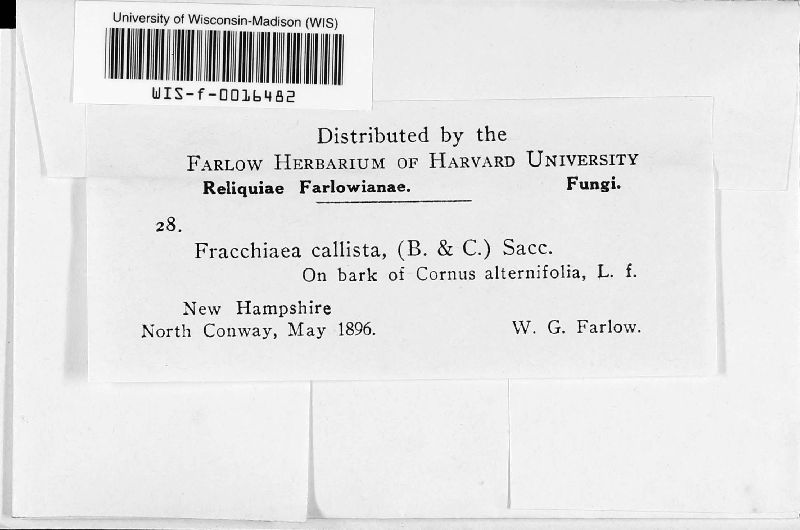 University of Wisconsin-Madison (WIS)
WIS-f-0016482
Distributed by the
FARLOW HERBARIUM OF HARVARD UNIVERSITY
Reliquiae Farlowianae. Fungi.
28.
Fracchiaea callista, (B. & C.) Sacc.
On bark of Cornus alternifolia, L. f.
New Hampshire
North Conway, May 1896. W. G. Farlow.